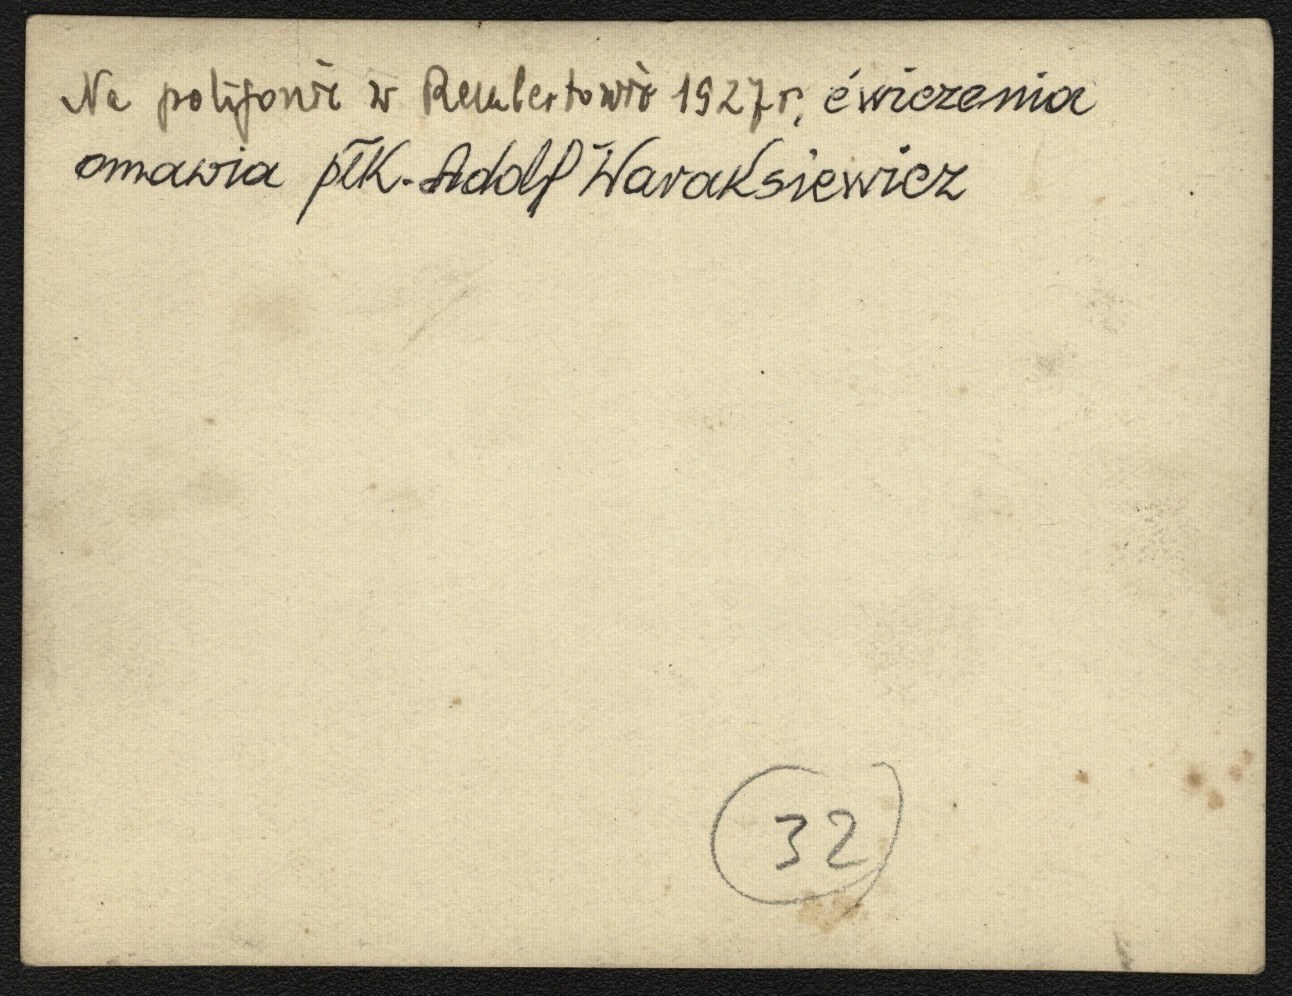 Na poligonie w Rembertowie 1927 r, ćwiczenia
omawia płk. Adolf Waraksiewicz
32